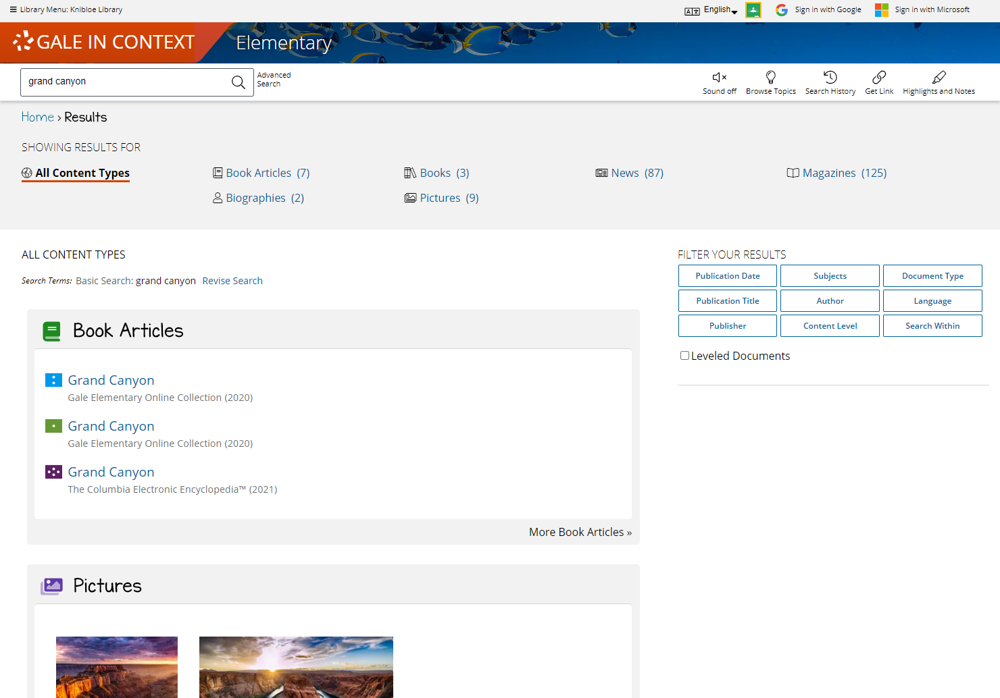 Library Menu: Knibloe Library
English
Sign in with Google
Sign in with Microsoft
GALE IN CONTEXT
Elementary
grand canyon
Advanced Search
Sound off
Browse Topics
Search History
Get Link
Highlights and Notes
Home › Results
SHOWING RESULTS FOR
All Content Types
Book Articles (7)
Books (3)
News (87)
Magazines (125)
Biographies (2)
Pictures (9)
ALL CONTENT TYPES
Search Terms: Basic Search: grand canyon Revise Search
Book Articles
Grand Canyon
Gale Elementary Online Collection (2020)
Grand Canyon
Gale Elementary Online Collection (2020)
Grand Canyon
The Columbia Electronic Encyclopedia™ (2021)
More Book Articles »
Pictures
FILTER YOUR RESULTS
Publication Date
Subjects
Document Type
Publication Title
Author
Language
Publisher
Content Level
Search Within
Leveled Documents